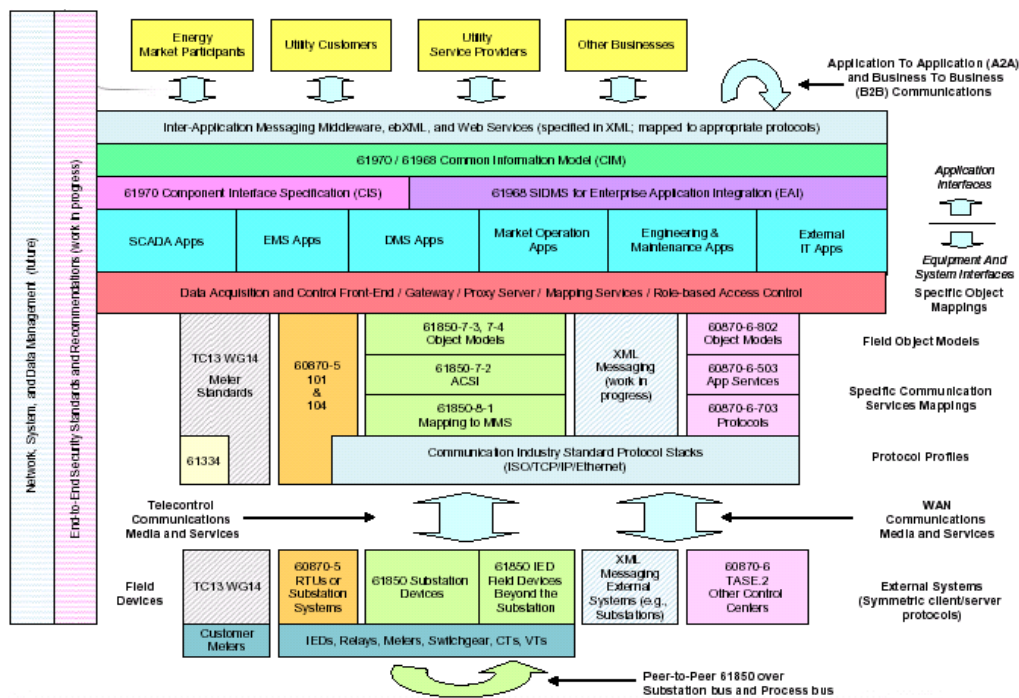 Network, System, and Data Management (future)
End-to-End Security Standards and Recommendations (work in progress)
Energy
Market Participants
Utility Customers
Utility
Service Providers
Other Businesses
Application To Application (A2A)
and Business To Business
(B2B) Communications
Inter-Application Messaging Middleware, ebXML, and Web Services (specified in XML; mapped to appropriate protocols)
61970 / 61968 Common Information Model (CIM)
61970 Component Interface Specification (CIS)
61968 SIDMS for Enterprise Application Integration (EAI)
Application
Interfaces
SCADA Apps
EMS Apps
DMS Apps
Market Operation
Apps
Engineering &
Maintenance Apps
External
IT Apps
Equipment And
System Interfaces
Data Acquisition and Control Front-End / Gateway / Proxy Server / Mapping Services / Role-based Access Control
Specific Object
Mappings
TC13 WG14
Meter
Standards
61334
60870-5
101
&
104
61850-7-3, 7-4
Object Models
61850-7-2
ACSI
61850-8-1
Mapping to MMS
XML
Messaging
(work in
progress)
60870-6-802
Object Models
60870-6-503
App Services
60870-6-703
Protocols
Field Object Models
Specific Communication
Services Mappings
Communication Industry Standard Protocol Stacks
(ISO/TCP/IP/Ethernet)
Protocol Profiles
Telecontrol
Communications
Media and Services
WAN
Communications
Media and Services
Field
Devices
TC13 WG14
60870-5
RTUs or
Substation
Systems
61850 Substation
Devices
61850 IED
Field Devices
Beyond the
Substation
XML
Messaging
External
Systems (e.g.,
Substations)
60870-6
TASE.2
Other Control
Centers
External Systems
(Symmetric client/server
protocols)
Customer
Meters
IEDs, Relays, Meters, Switchgear, CTs, VTs
Peer-to-Peer 61850 over
Substation bus and Process bus